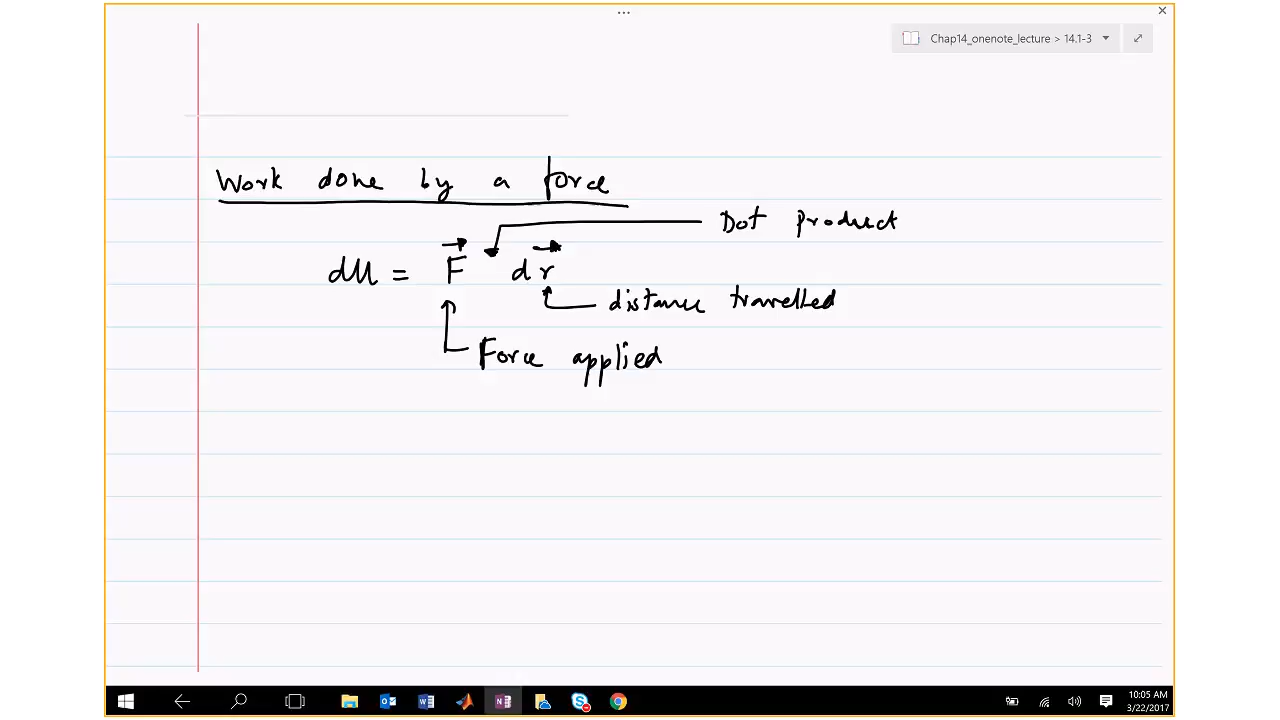 Chap14_onenote_lecture > 14.1-3
Work done by a force
Dot product
dU = F⃗ · dr⃗
distance travelled
Force applied
10:05 AM
3/22/2017